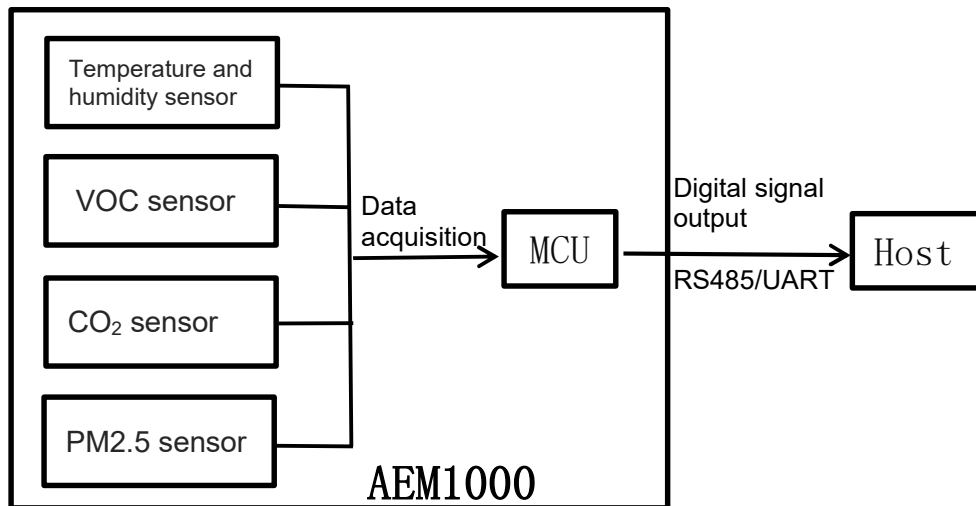 Temperature and
humidity sensor
VOC sensor
CO₂ sensor
PM2.5 sensor
Data
acquisition
MCU
Digital signal
output
RS485/UART
Host
AEM1000